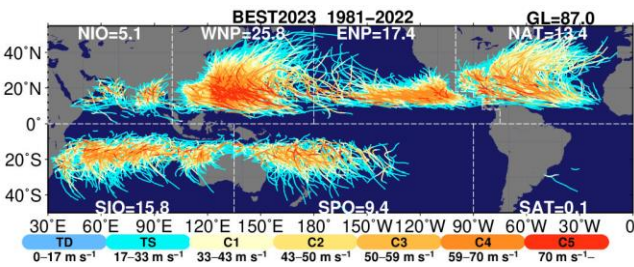 BEST2023 1981−2022 GL=87.0
NIO=5.1 WNP=25.8 ENP=17.4 NAT=13.4
40°N
20°N
0°
20°S
40°S
SIO=15.8 SPO=9.4 SAT=0.1
30°E 60°E 90°E 120°E 150°E 180° 150°W 120°W 90°W 60°W 30°W 0
TD TS C1 C2 C3 C4 C5
0−17 m s⁻¹ 17−33 m s⁻¹ 33−43 m s⁻¹ 43−50 m s⁻¹ 50−59 m s⁻¹ 59−70 m s⁻¹ 70 m s⁻¹−